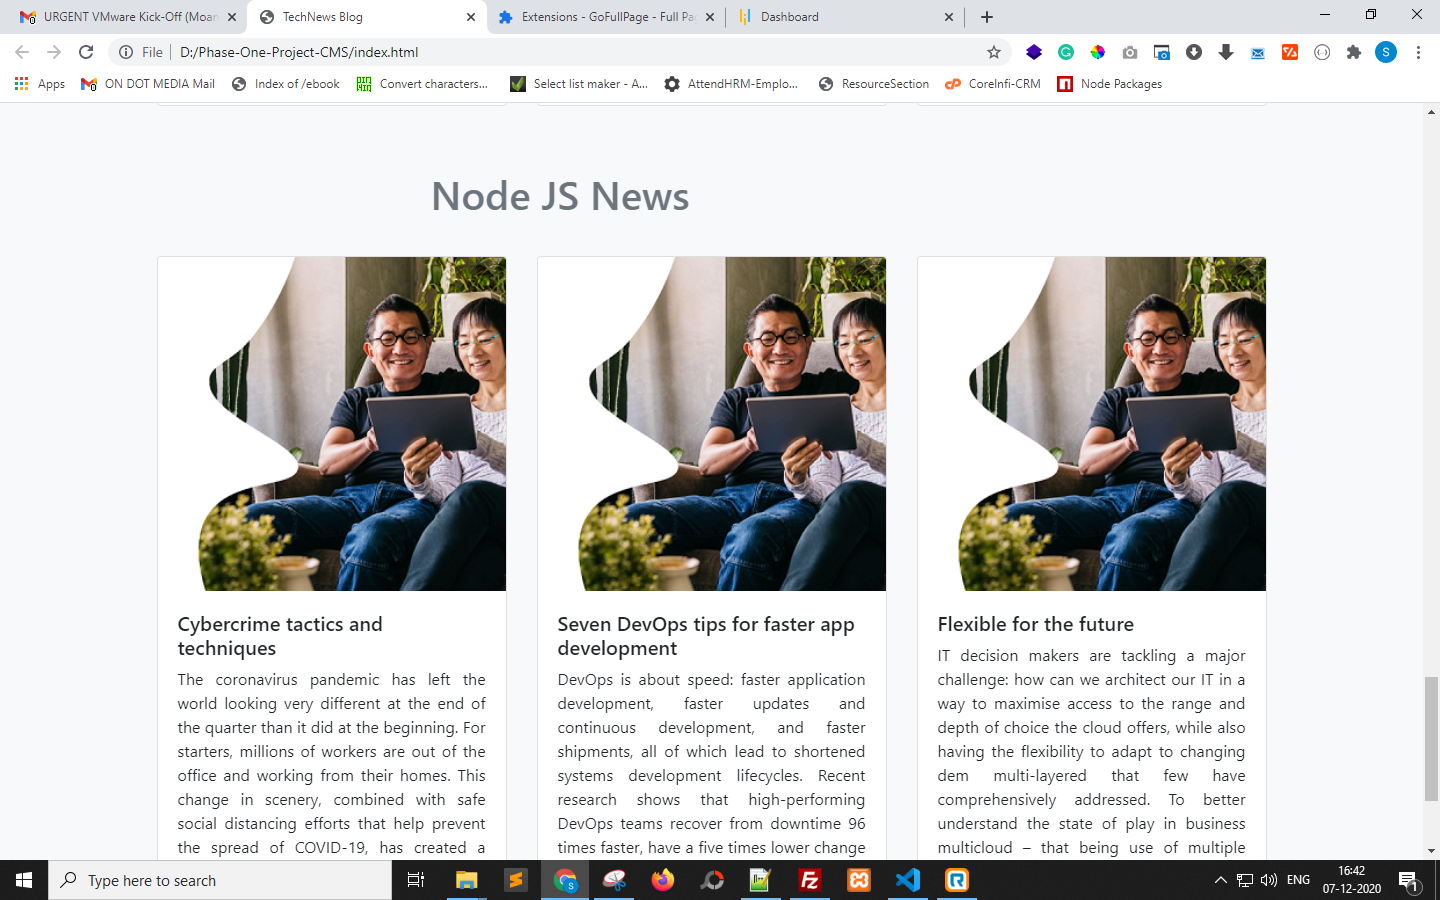 URGENT VMware Kick-Off (Moan
TechNews Blog
Extensions - GoFullPage - Full Pa
Dashboard
File
D:/Phase-One-Project-CMS/index.html
S
Apps
ON DOT MEDIA Mail
Index of /ebook
Convert characters...
Select list maker - A...
AttendHRM-Emplo...
ResourceSection
CoreInfi-CRM
Node Packages
Node JS News
Cybercrime tactics and
techniques
The coronavirus pandemic has left the
world looking very different at the end of
the quarter than it did at the beginning. For
starters, millions of workers are out of the
office and working from their homes. This
change in scenery, combined with safe
social distancing efforts that help prevent
the spread of COVID-19, has created a
Seven DevOps tips for faster app
development
DevOps is about speed: faster application
development, faster updates and
continuous development, and faster
shipments, all of which lead to shortened
systems development lifecycles. Recent
research shows that high-performing
DevOps teams recover from downtime 96
times faster, have a five times lower change
Flexible for the future
IT decision makers are tackling a major
challenge: how can we architect our IT in a
way to maximise access to the range and
depth of choice the cloud offers, while also
having the flexibility to adapt to changing
dem multi-layered that few have
comprehensively addressed. To better
understand the state of play in business
multicloud – that being use of multiple
Type here to search
ENG
16:42
07-12-2020
1